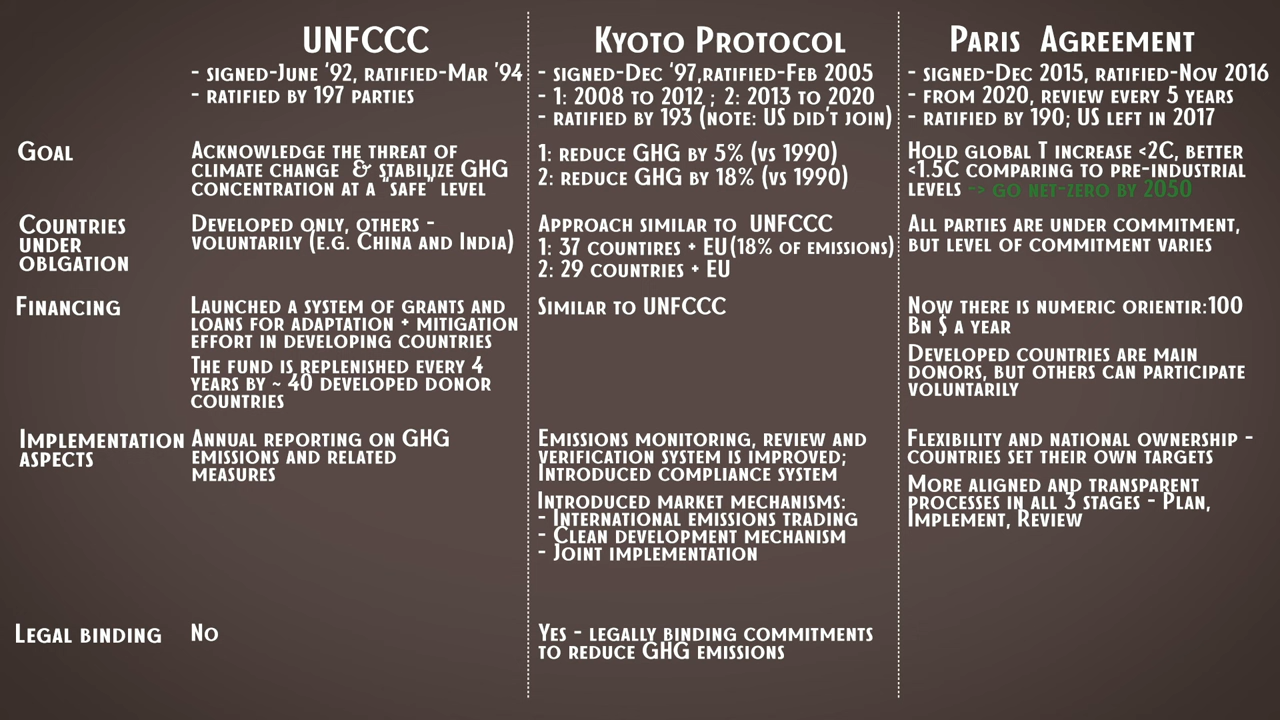 UNFCCC
- signed-June '92, ratified-Mar '94
- ratified by 197 parties
Kyoto Protocol
- signed-Dec '97,ratified-Feb 2005
- 1: 2008 to 2012 ; 2: 2013 to 2020
- ratified by 193 (note: US did't join)
Paris Agreement
- signed-Dec 2015, ratified-Nov 2016
- from 2020, review every 5 years
- ratified by 190; US left in 2017
Goal
Acknowledge the threat of
climate change & stabilize GHG
concentration at a "safe" level
1: reduce GHG by 5% (vs 1990)
2: reduce GHG by 18% (vs 1990)
Hold global T increase <2C, better
<1.5C comparing to pre-industrial
levels -> go net-zero by 2050
Countries
under
oblgation
Developed only, others -
voluntarily (e.g. China and India)
Approach similar to UNFCCC
1: 37 countires + EU(18% of emissions)
2: 29 countries + EU
All parties are under commitment,
but level of commitment varies
Financing
Launched a system of grants and
loans for adaptation + mitigation
effort in developing countries
The fund is replenished every 4
years by ~ 40 developed donor
countries
Similar to UNFCCC
Now there is numeric orientir:100
Bn $ a year
Developed countries are main
donors, but others can participate
voluntarily
Implementation
aspects
Annual reporting on GHG
emissions and related
measures
Emissions monitoring, review and
verification system is improved;
Introduced compliance system
Introduced market mechanisms:
- International emissions trading
- Clean development mechanism
- Joint implementation
Flexibility and national ownership -
countries set their own targets
More aligned and transparent
processes in all 3 stages - Plan,
Implement, Review
Legal binding
No
Yes - legally binding commitments
to reduce GHG emissions